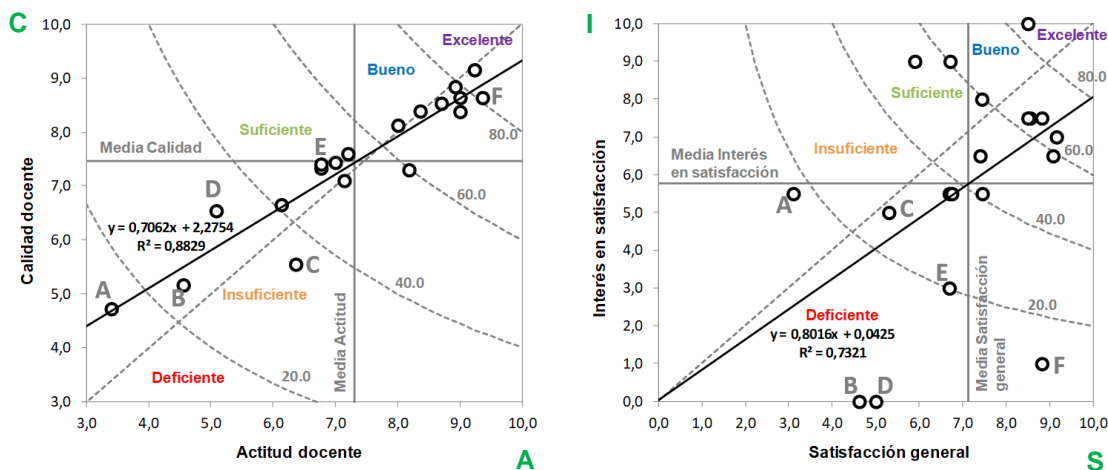 C
10,0
9,0
8,0
7,0
6,0
5,0
4,0
3,0
Calidad docente
Excelente
Bueno
Suficiente
Insuficiente
Deficiente
Media Calidad
Media Actitud
y = 0,7062x + 2,2754
R² = 0,8829
A
B
C
D
E
F
80.0
60.0
40.0
20.0
3,0 4,0 5,0 6,0 7,0 8,0 9,0 10,0
Actitud docente
A
I
10,0
9,0
8,0
7,0
6,0
5,0
4,0
3,0
2,0
1,0
0,0
Interés en satisfacción
Excelente
Bueno
Suficiente
Insuficiente
Deficiente
Media Interés
en satisfacción
Media Satisfacción
general
y = 0,8016x + 0,0425
R² = 0,7321
A
B
C
D
E
F
80.0
60.0
40.0
20.0
0,0 1,0 2,0 3,0 4,0 5,0 6,0 7,0 8,0 9,0 10,0
Satisfacción general
S